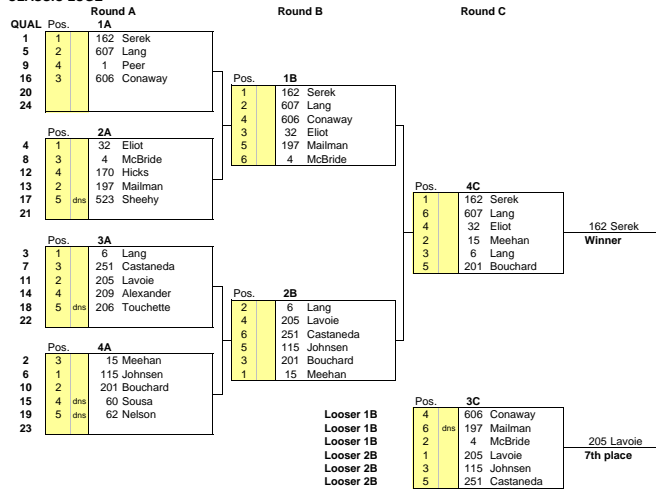 Round A Round B Round C
QUAL Pos. 1A
1 1 162 Serek
5 2 607 Lang
9 4 1 Peer
16 3 606 Conaway
20
24
Pos. 2A
4 1 32 Eliot
8 3 4 McBride
12 4 170 Hicks
13 2 197 Mailman
17 5 dns 523 Sheehy
21
Pos. 3A
3 1 6 Lang
7 3 251 Castaneda
11 2 205 Lavoie
14 4 209 Alexander
18 5 dns 206 Touchette
22
Pos. 4A
2 3 15 Meehan
6 1 115 Johnsen
10 2 201 Bouchard
15 4 dns 60 Sousa
19 5 dns 62 Nelson
23
Pos. 1B
1 162 Serek
2 607 Lang
4 606 Conaway
3 32 Eliot
5 197 Mailman
6 4 McBride
Pos. 2B
2 6 Lang
4 205 Lavoie
6 251 Castaneda
5 115 Johnsen
3 201 Bouchard
1 15 Meehan
Pos. 4C
1 162 Serek
6 607 Lang
4 32 Eliot
2 15 Meehan
3 6 Lang
5 201 Bouchard
162 Serek
Winner
Pos. 3C
Looser 1B 4 606 Conaway
Looser 1B 6 dns 197 Mailman
Looser 1B 2 4 McBride
Looser 2B 1 205 Lavoie
Looser 2B 3 115 Johnsen
Looser 2B 5 251 Castaneda
205 Lavoie
7th place